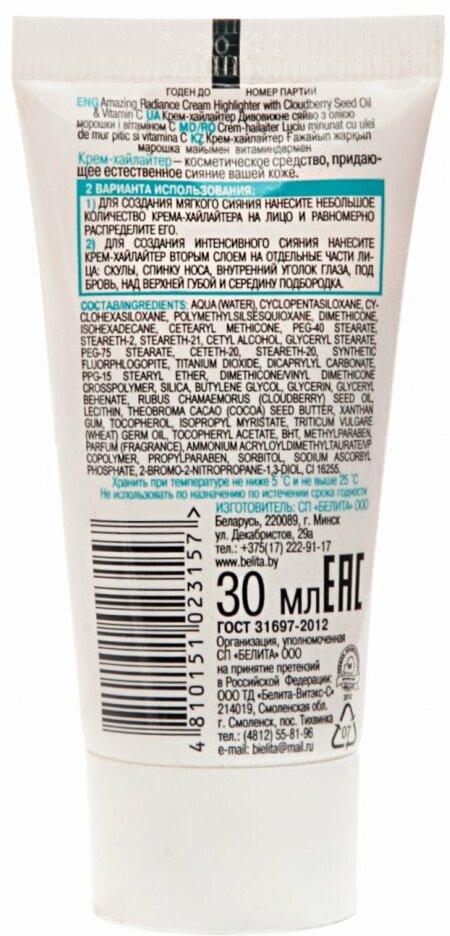 ГОДЕН ДО НОМЕР ПАРТИИ
ENG Amazing Radiance Cream Highlighter with Cloudberry Seed Oil
& Vitamin C UA Крем-хайлайтер Дивовижне сяйво з олією
морошки і вітаміном C MD/RO Crem-hailaiter Luciu minunat cu ulei
de mur pitic si vitamina C KZ Крем-хайлайтер Ғажайып жарқыл
марошка майымен витаминдермен
Крем-хайлайтер – косметическое средство, придаю-
щее естественное сияние вашей коже.
2 ВАРИАНТА ИСПОЛЬЗОВАНИЯ:
1) ДЛЯ СОЗДАНИЯ МЯГКОГО СИЯНИЯ НАНЕСИТЕ НЕБОЛЬШОЕ
КОЛИЧЕСТВО КРЕМА-ХАЙЛАЙТЕРА НА ЛИЦО И РАВНОМЕРНО
РАСПРЕДЕЛИТЕ ЕГО.
2) ДЛЯ СОЗДАНИЯ ИНТЕНСИВНОГО СИЯНИЯ НАНЕСИТЕ
КРЕМ-ХАЙЛАЙТЕР ВТОРЫМ СЛОЕМ НА ОТДЕЛЬНЫЕ ЧАСТИ ЛИ-
ЦА: СКУЛЫ, СПИНКУ НОСА, ВНУТРЕННИЙ УГОЛОК ГЛАЗА, ПОД
БРОВЬ, НАД ВЕРХНЕЙ ГУБОЙ И СЕРЕДИНУ ПОДБОРОДКА.
СОСТАВ/INGREDIENTS: AQUA (WATER), CYCLOPENTASILOXANE, CY-
CLOHEXASILOXANE, POLYMETHYLSILSESQUIOXANE, DIMETHICONE,
ISOHEXADECANE, CETEARYL METHICONE, PEG-40 STEARATE,
STEARETH-2, STEARETH-21, CETYL ALCOHOL, GLYCERYL STEARATE,
PEG-75 STEARATE, CETETH-20, STEARETH-20, SYNTHETIC
FLUORPHLOGOPITE, TITANIUM DIOXIDE, DICAPRYLYL CARBONATE,
PPG-15 STEARYL ETHER, DIMETHICONE/VINYL DIMETHICONE
CROSSPOLYMER, SILICA, BUTYLENE GLYCOL, GLYCERIN, GLYCERYL
BEHENATE, RUBUS CHAMAEMORUS (CLOUDBERRY) SEED OIL,
LECITHIN, THEOBROMA CACAO (COCOA) SEED BUTTER, XANTHAN
GUM, TOCOPHEROL, ISOPROPYL MYRISTATE, TRITICUM VULGARE
(WHEAT) GERM OIL, TOCOPHERYL ACETATE, BHT, METHYLPARABEN,
PARFUM (FRAGRANCE), AMMONIUM ACRYLOYLDIMETHYLTAURATE/VP
COPOLYMER, PROPYLPARABEN, SORBITOL, SODIUM ASCORBYL
PHOSPHATE, 2-BROMO-2-NITROPROPANE-1,3-DIOL, CI 16255.
Хранить при температуре не ниже 5 °C и не выше 25 °C
Не использовать по назначению по истечении срока годности
ИЗГОТОВИТЕЛЬ: СП «БЕЛИТА» ООО
Беларусь, 220089, г. Минск
ул. Декабристов, 29а
тел.: +375(17) 222-91-17
www.belita.by
30 мл EAC
ГОСТ 31697-2012
Организация, уполномоченная
СП «БЕЛИТА» ООО
на принятие претензий
в Российской Федерации:
ООО ТД «Белита-Витэкс-С»
214019, Смоленская обл.
г. Смоленск, пос. Тихвинка
тел.: (4812) 55-81-96
e-mail: bielita@mail.ru
07
4 810151 023157 >